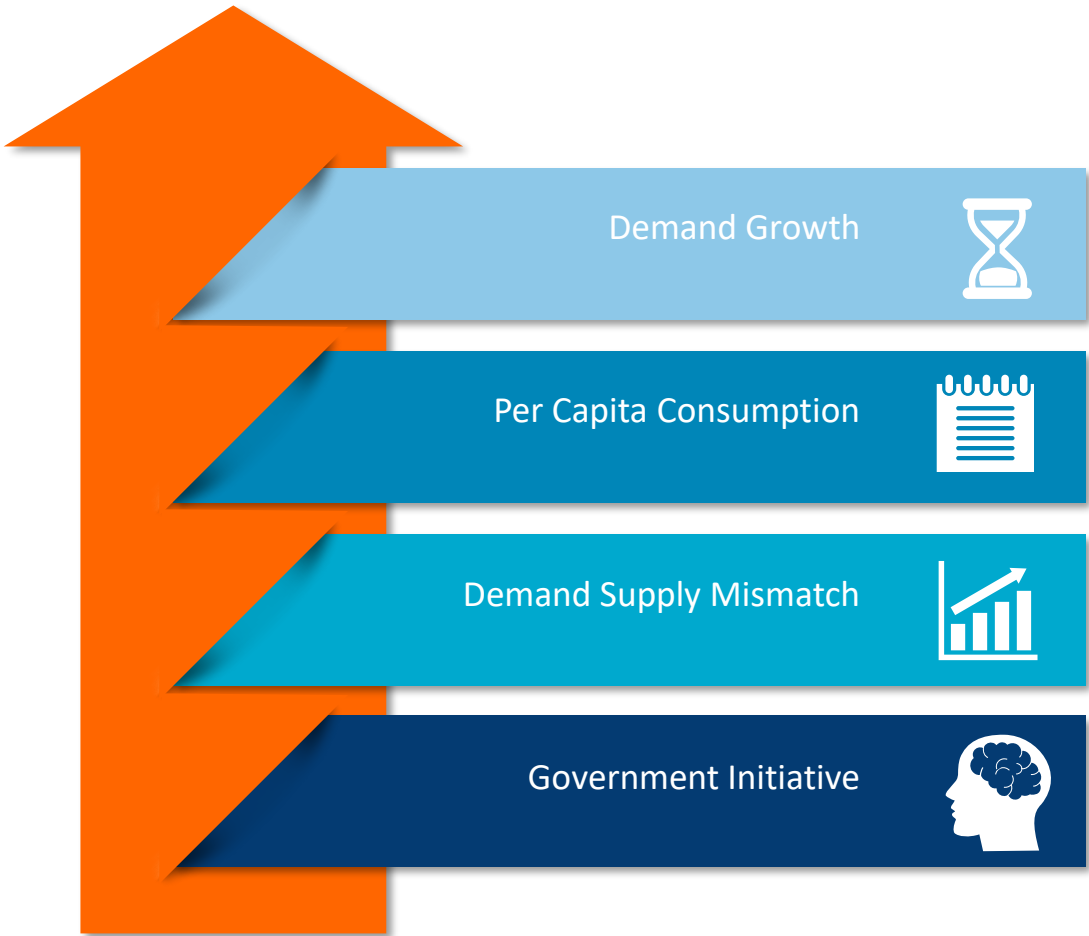 Demand Growth
Per Capita Consumption
Demand Supply Mismatch
Government Initiative